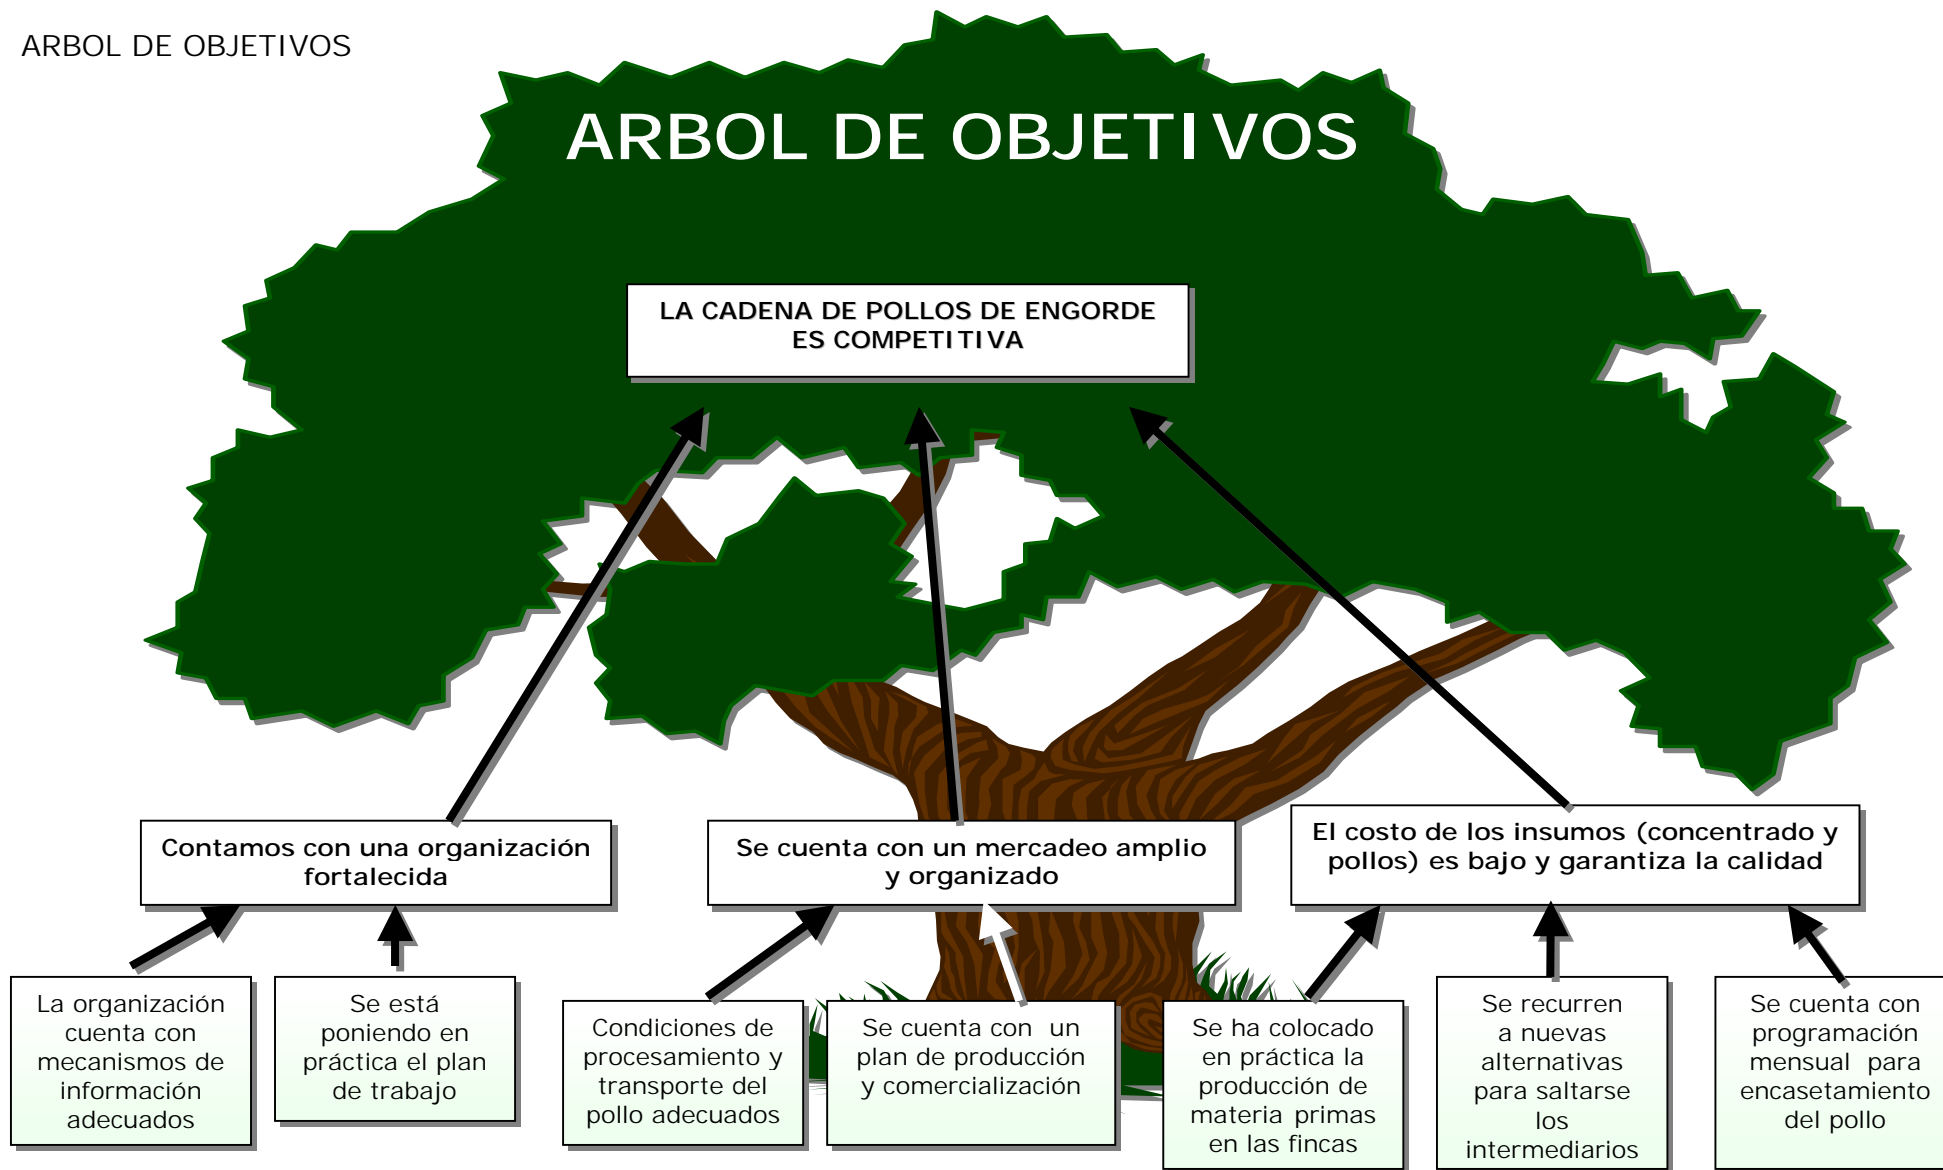 ARBOL DE OBJETIVOS
ARBOL DE OBJETIVOS
LA CADENA DE POLLOS DE ENGORDE
ES COMPETITIVA
Contamos con una organización
fortalecida
Se cuenta con un mercadeo amplio
y organizado
El costo de los insumos (concentrado y
pollos) es bajo y garantiza la calidad
La organización
cuenta con
mecanismos de
información
adecuados
Se está
poniendo en
práctica el plan
de trabajo
Condiciones de
procesamiento y
transporte del
pollo adecuados
Se cuenta con un
plan de producción
y comercialización
Se ha colocado
en práctica la
producción de
materia primas
en las fincas
Se recurren
a nuevas
alternativas
para saltarse
los
intermediarios
Se cuenta con
programación
mensual para
encasetamiento
del pollo